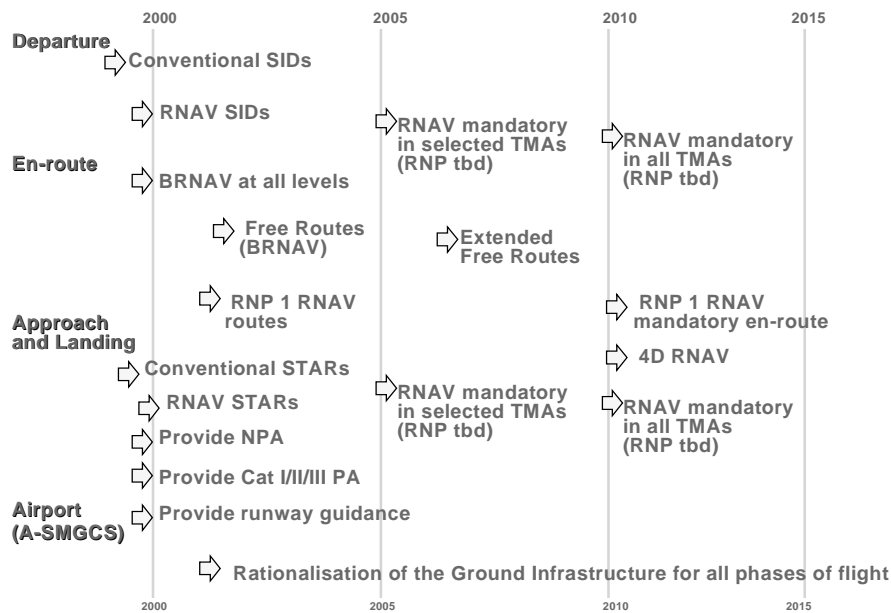 2000 2005 2010 2015
Departure
Conventional SIDs
RNAV SIDs
RNAV mandatory
in selected TMAs
(RNP tbd)
RNAV mandatory
in all TMAs
(RNP tbd)
En-route
BRNAV at all levels
Free Routes
(BRNAV)
Extended
Free Routes
RNP 1 RNAV
routes
RNP 1 RNAV
mandatory en-route
4D RNAV
Approach
and Landing
Conventional STARs
RNAV STARs
RNAV mandatory
in selected TMAs
(RNP tbd)
RNAV mandatory
in all TMAs
(RNP tbd)
Provide NPA
Provide Cat I/II/III PA
Airport
(A-SMGCS)
Provide runway guidance
Rationalisation of the Ground Infrastructure for all phases of flight
2000 2005 2010 2015